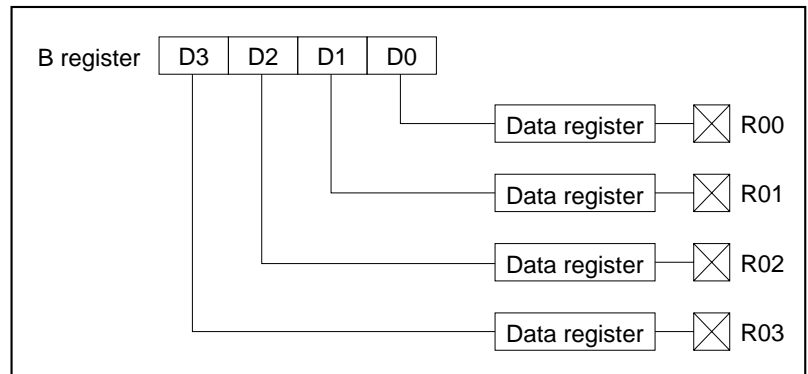 B register D3 D2 D1 D0
Data register R00
Data register R01
Data register R02
Data register R03